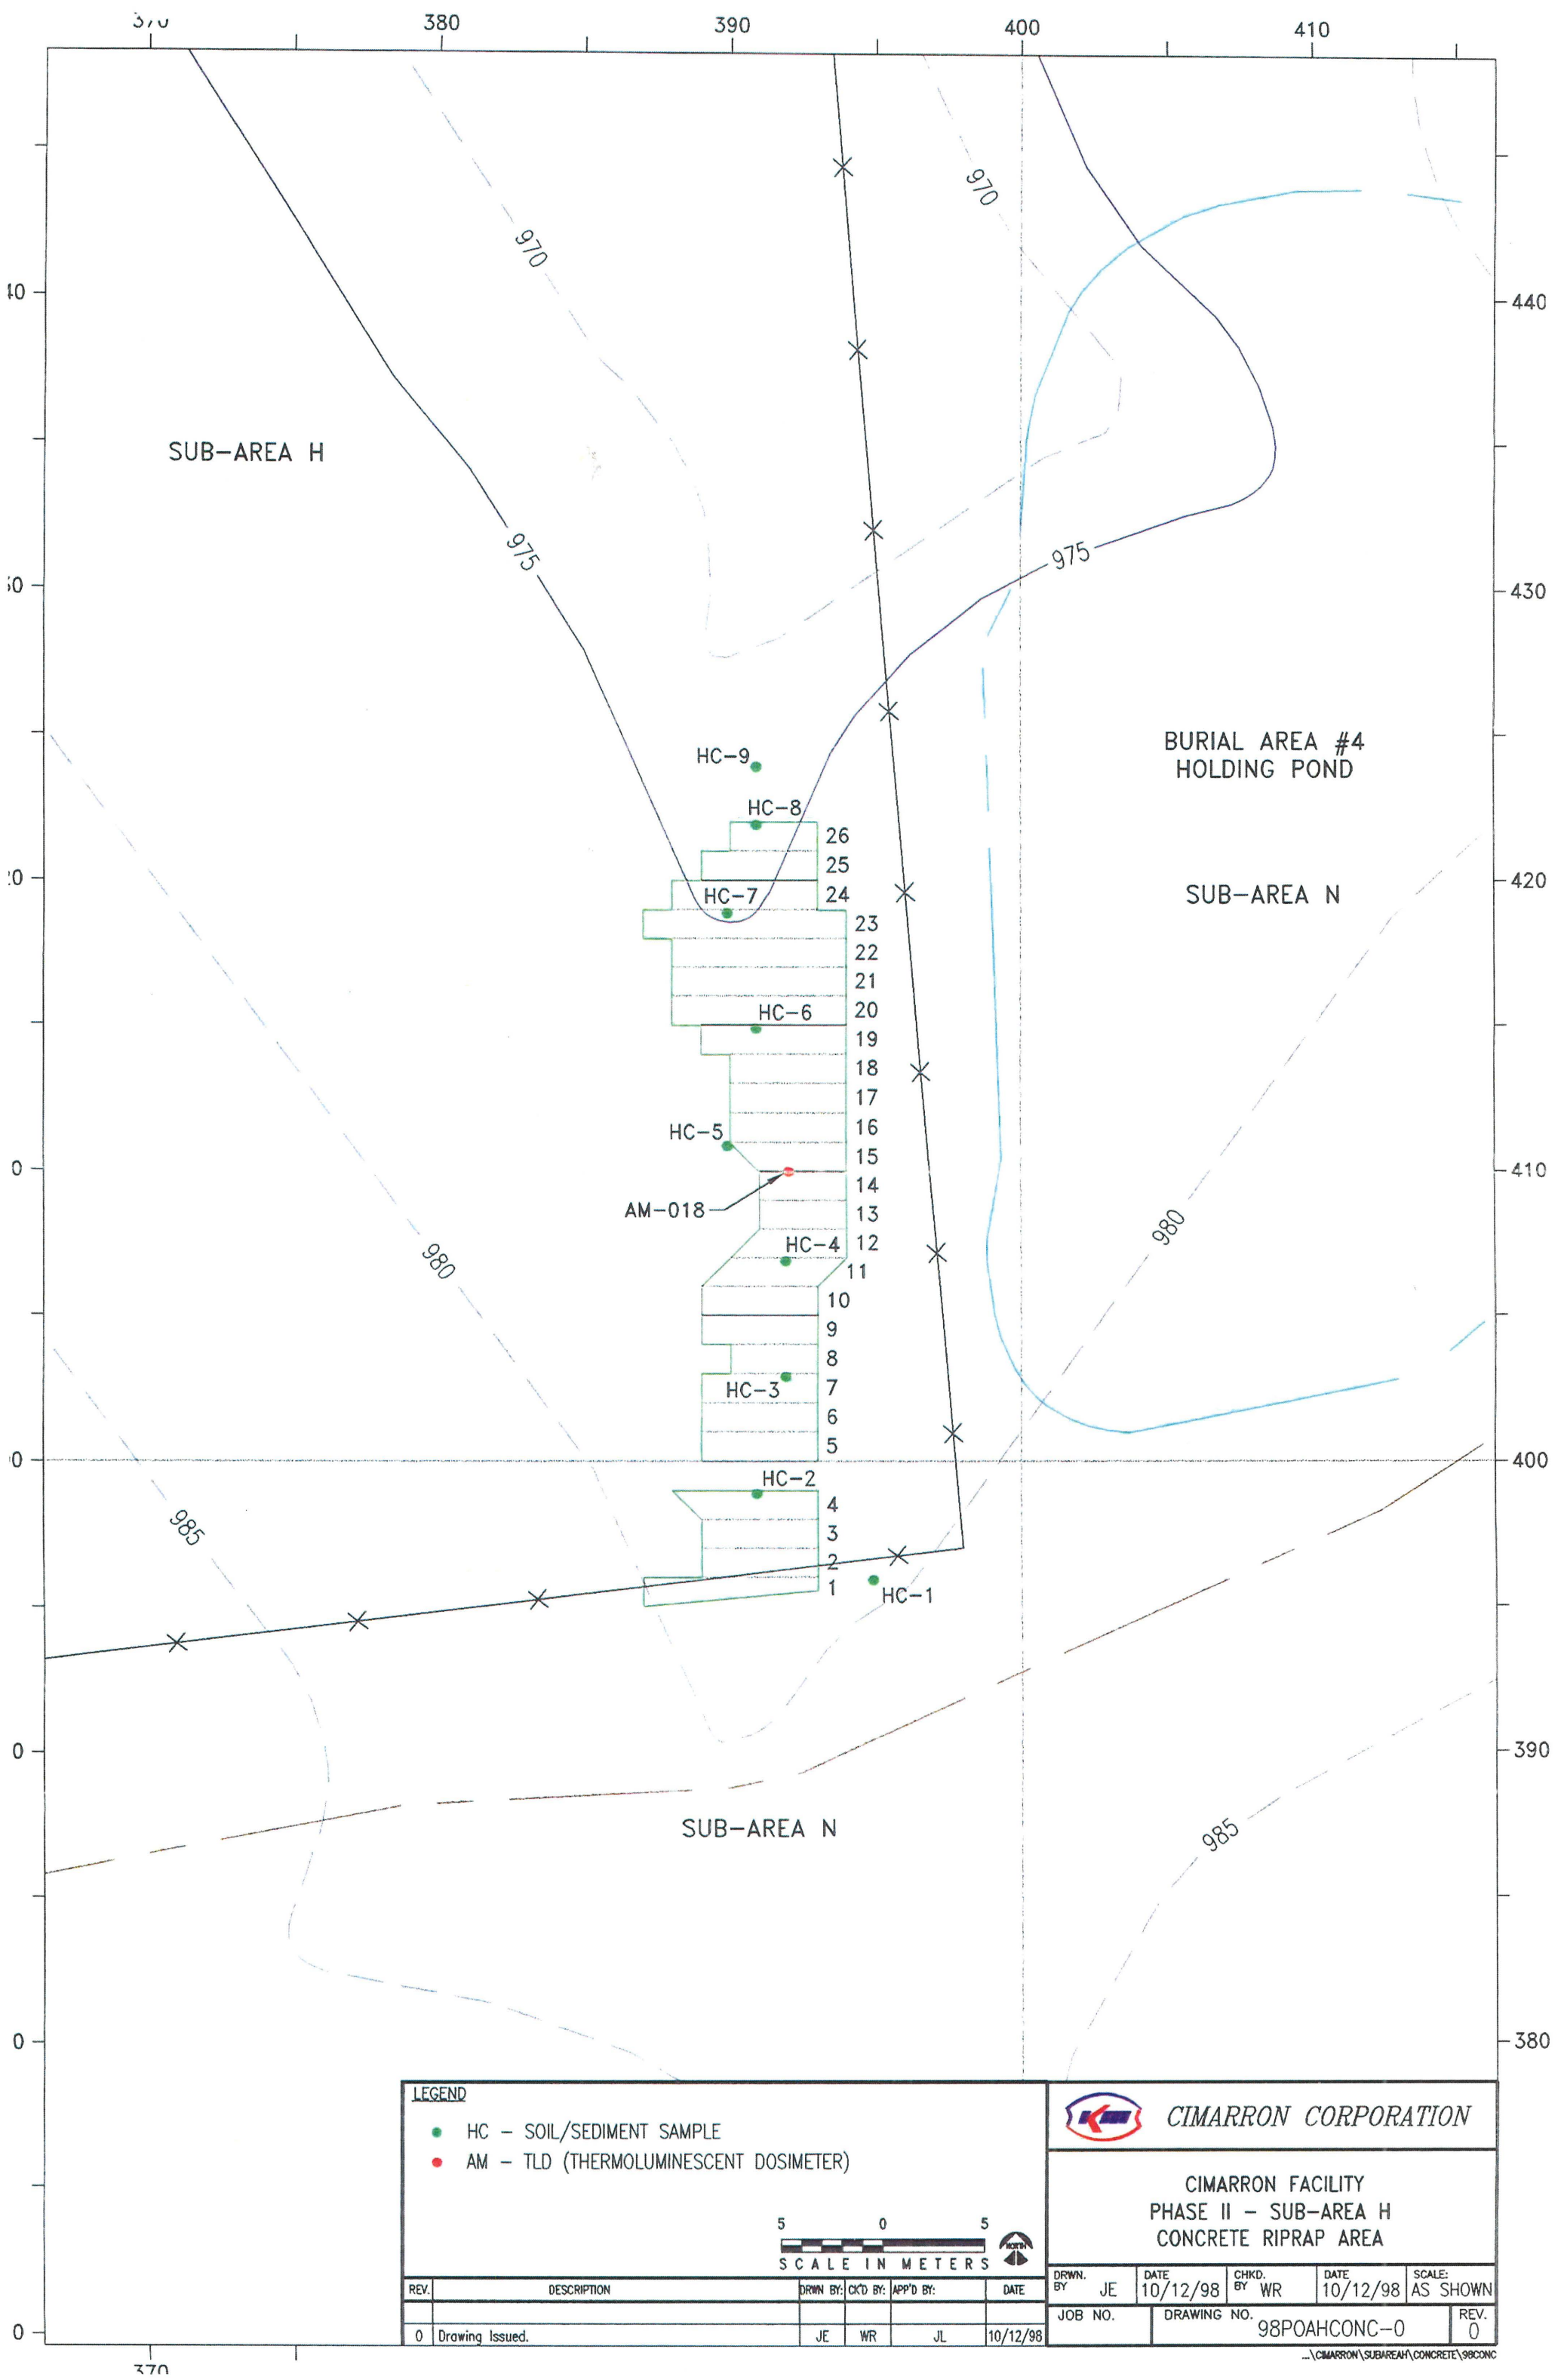 380
390
400
410
970
970
440
SUB-AREA H
975
975
430
HC-9
BURIAL AREA #4
HOLDING POND
HC-8
26
25
24
HC-7
420
SUB-AREA N
23
22
21
20
HC-6
19
18
17
16
HC-5
15
410
14
AM-018
13
12
HC-4
980
980
11
10
9
8
HC-3
7
6
5
400
HC-2
4
985
3
2
1
HC-1
390
SUB-AREA N
985
380
LEGEND
HC - SOIL/SEDIMENT SAMPLE
AM - TLD (THERMOLUMINESCENT DOSIMETER)
5 0 5
SCALE IN METERS
NORTH
REV. DESCRIPTION DRWN BY: CK'D BY: APP'D BY: DATE
0 Drawing Issued. JE WR JL 10/12/98
KM CIMARRON CORPORATION
CIMARRON FACILITY
PHASE II - SUB-AREA H
CONCRETE RIPRAP AREA
DRWN. BY JE DATE 10/12/98 CHKD. BY WR DATE 10/12/98 SCALE: AS SHOWN
JOB NO. DRAWING NO. 98POAHCONC-0 REV. 0
...\CIMARRON\SUBAREAH\CONCRETE\98CONC